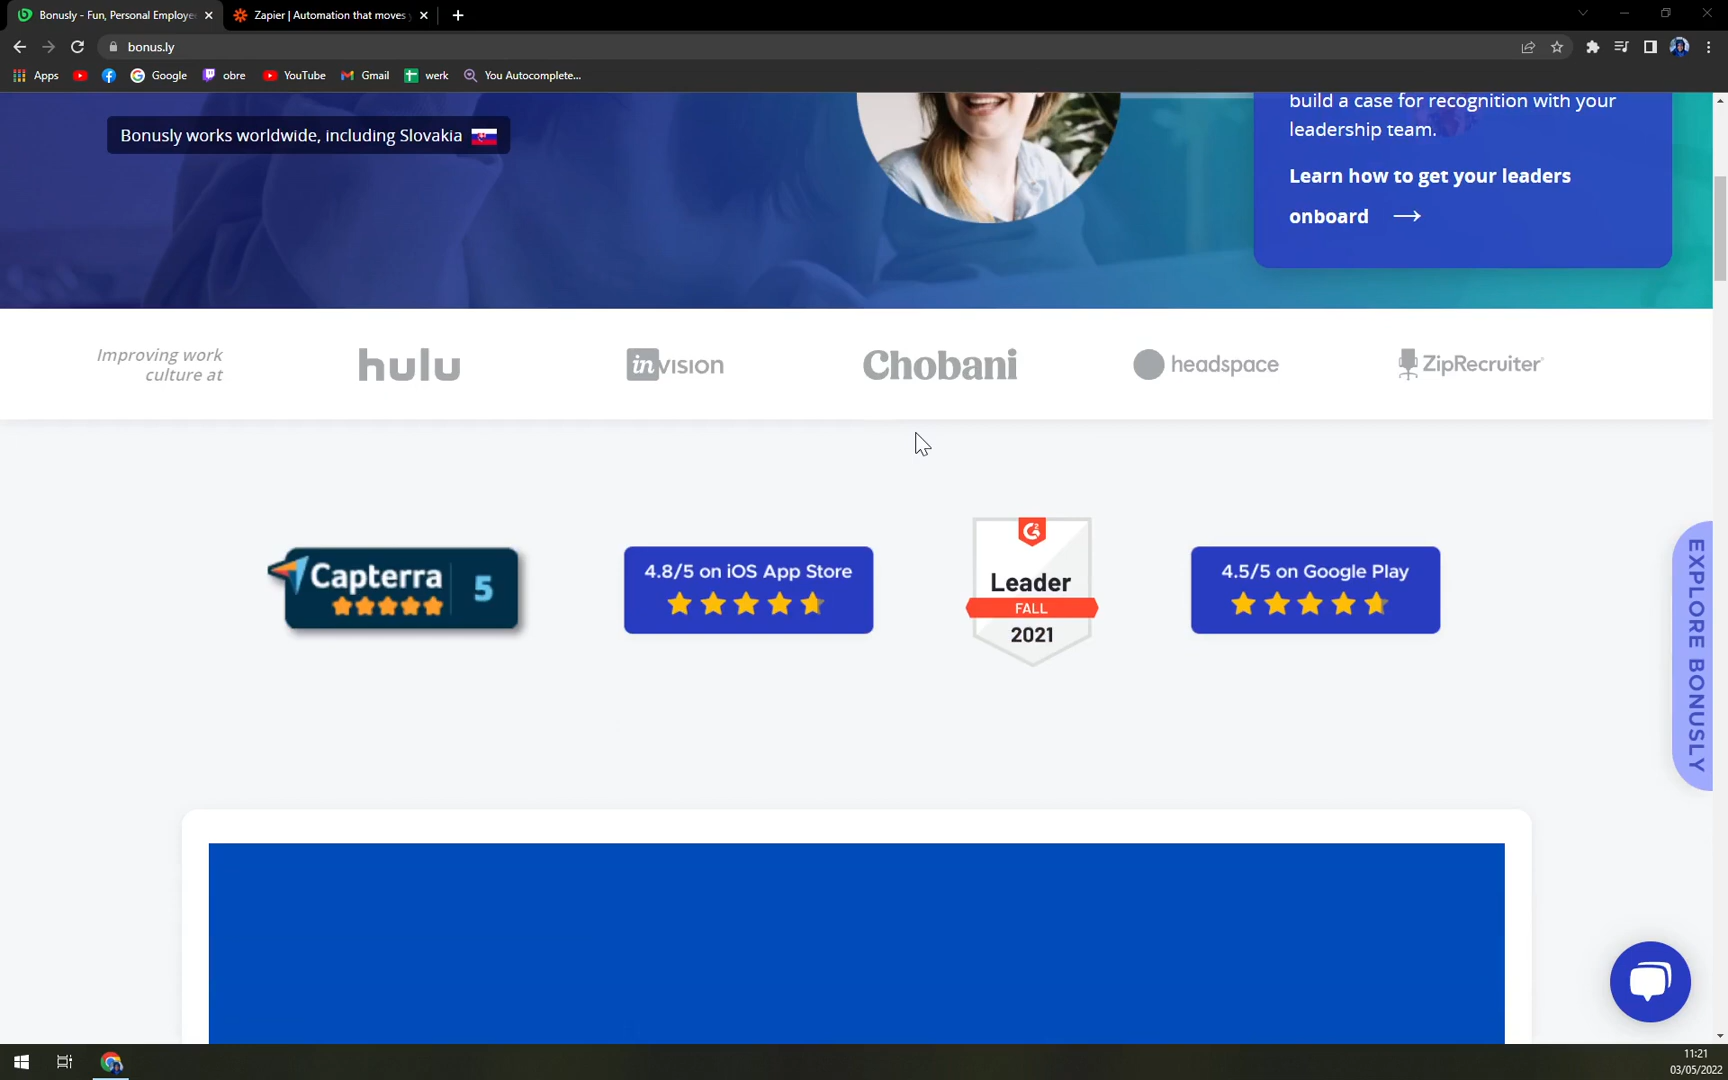 Bonusly - Fun, Personal Employe
Zapier | Automation that moves
bonus.ly
Apps
Google
obre
YouTube
Gmail
werk
You Autocomplete...
build a case for recognition with your
leadership team.
Learn how to get your leaders
onboard →
Bonusly works worldwide, including Slovakia
Improving work
culture at
hulu
invision
Chobani
headspace
ZipRecruiter
Capterra 5
4.8/5 on iOS App Store
Leader
FALL
2021
4.5/5 on Google Play
EXPLORE BONUSLY
11:21
03/05/2022